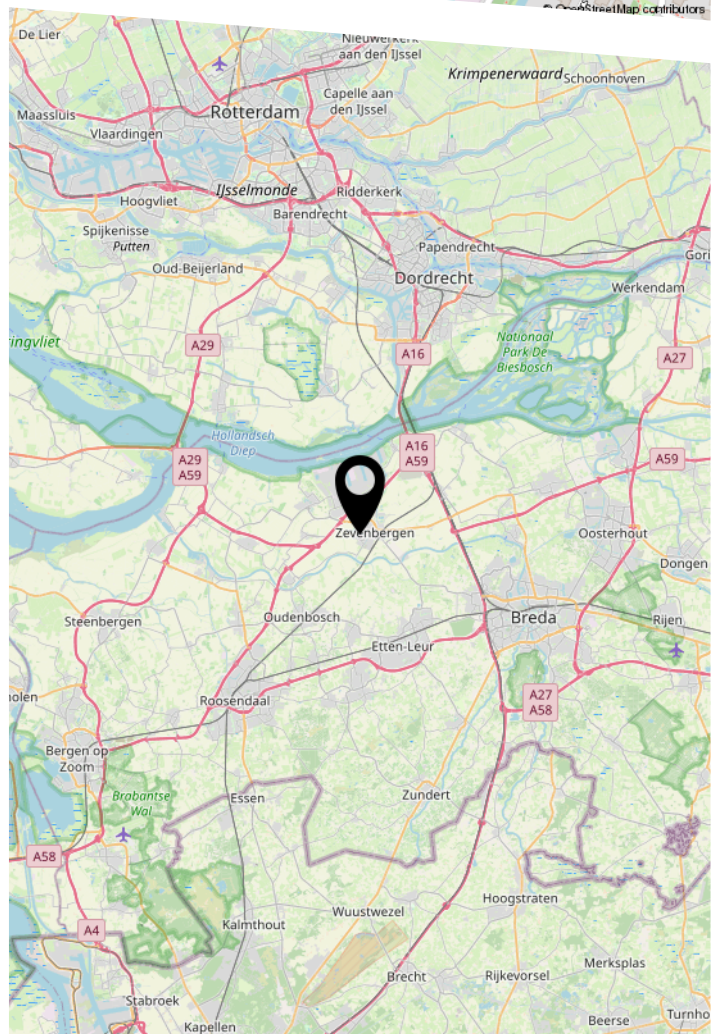 © OpenStreetMap contributors
De Lier
Nieuwerkerk
aan den IJssel
Krimpenerwaard
Schoonhoven
Capelle aan
den IJssel
Maassluis
Rotterdam
Vlaardingen
IJsselmonde
Ridderkerk
Hoogvliet
Barendrecht
Spijkenisse
Putten
Papendrecht
Gori
Oud-Beijerland
Dordrecht
Werkendam
ringvliet
A29
A16
Nationaal
Park De
Biesbosch
A27
Hollandsch
Diep
A29
A59
A16
A59
A59
Zevenbergen
Oosterhout
Dongen
Steenbergen
Oudenbosch
Breda
Rijen
Etten-Leur
olen
Roosendaal
A27
A58
Bergen op
Zoom
Brabantse
Wal
Essen
Zundert
A58
Hoogstraten
A4
Kalmthout
Wuustwezel
Brecht
Rijkevorsel
Merksplas
Stabroek
Kapellen
Beerse
Turnho